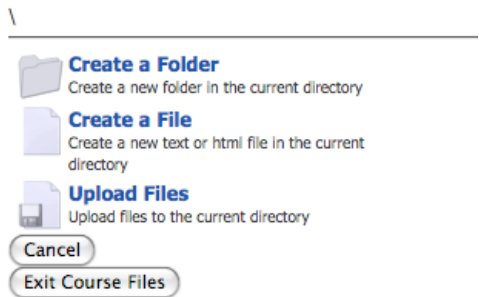 \
Create a Folder
Create a new folder in the current directory
Create a File
Create a new text or html file in the current
directory
Upload Files
Upload files to the current directory
Cancel
Exit Course Files